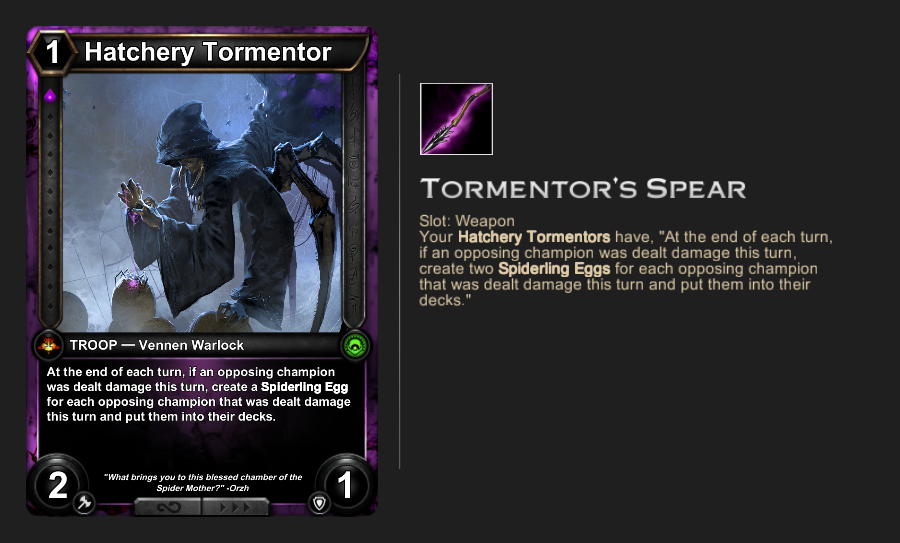 1 Hatchery Tormentor
TROOP — Vennen Warlock
At the end of each turn, if an opposing champion
was dealt damage this turn, create a Spiderling Egg
for each opposing champion that was dealt damage
this turn and put them into their decks.
"What brings you to this blessed chamber of the
Spider Mother?" -Orzh
2
1
TORMENTOR'S SPEAR
Slot: Weapon
Your Hatchery Tormentors have, "At the end of each turn,
if an opposing champion was dealt damage this turn,
create two Spiderling Eggs for each opposing champion
that was dealt damage this turn and put them into their
decks."